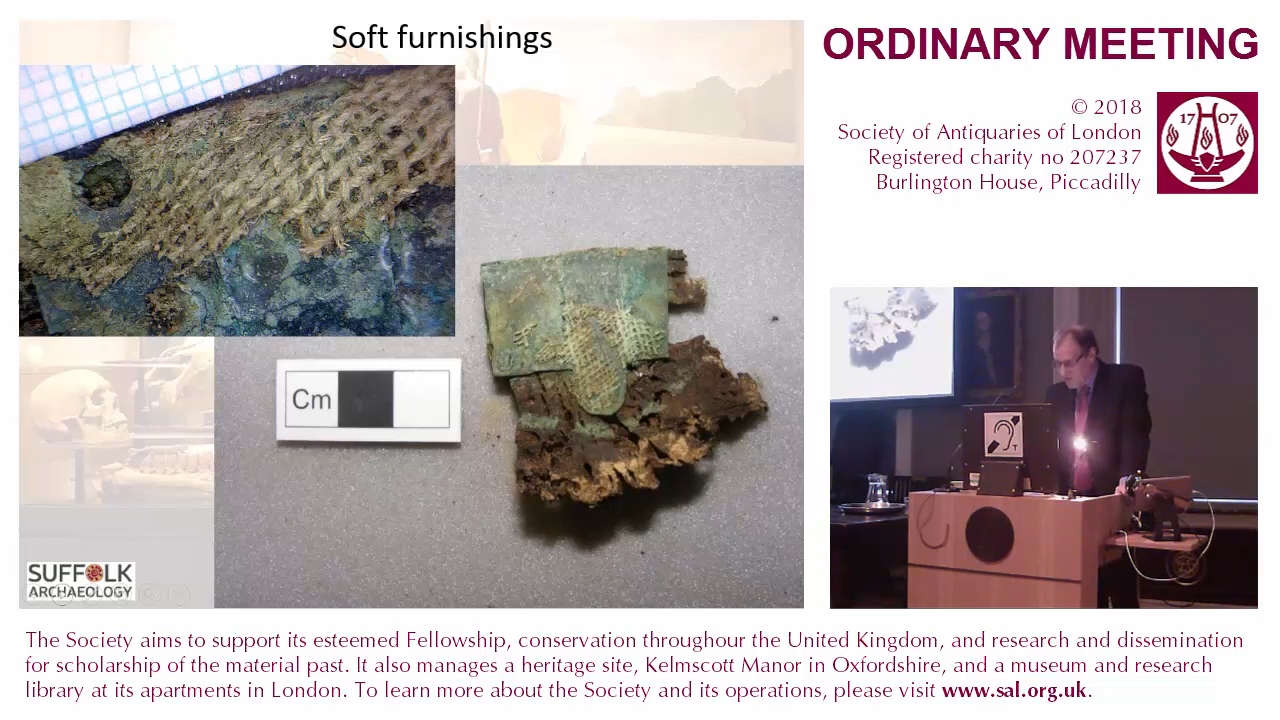 Soft furnishings
Cm
SUFFOLK
ARCHAEOLOGY
ORDINARY MEETING
© 2018
Society of Antiquaries of London
Registered charity no 207237
Burlington House, Piccadilly
17 07
T
The Society aims to support its esteemed Fellowship, conservation throughour the United Kingdom, and research and dissemination
for scholarship of the material past. It also manages a heritage site, Kelmscott Manor in Oxfordshire, and a museum and research
library at its apartments in London. To learn more about the Society and its operations, please visit www.sal.org.uk.